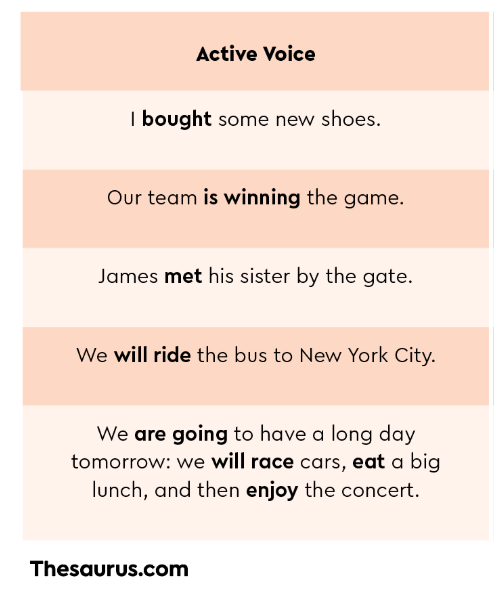 Active Voice
I bought some new shoes.
Our team is winning the game.
James met his sister by the gate.
We will ride the bus to New York City.
We are going to have a long day
tomorrow: we will race cars, eat a big
lunch, and then enjoy the concert.
Thesaurus.com